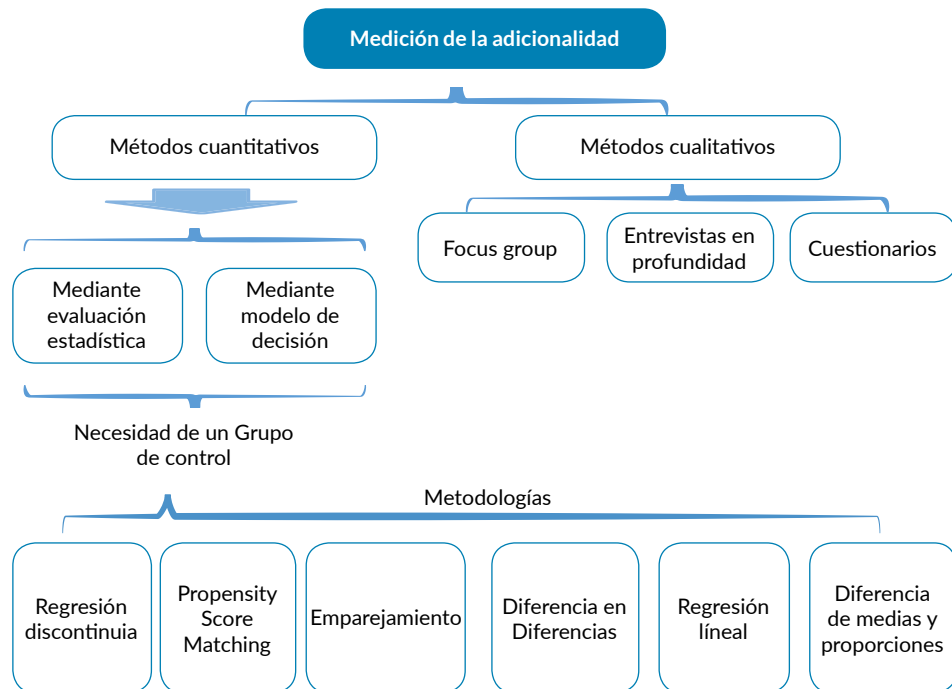 Medición de la adicionalidad
Métodos cuantitativos
Métodos cualitativos
Focus group
Entrevistas en
profundidad
Cuestionarios
Mediante
evaluación
estadística
Mediante
modelo de
decisión
Necesidad de un Grupo
de control
Metodologías
Regresión
discontinua
Propensity
Score
Matching
Emparejamiento
Diferencia en
Diferencias
Regresión
líneal
Diferencia
de medias y
proporciones